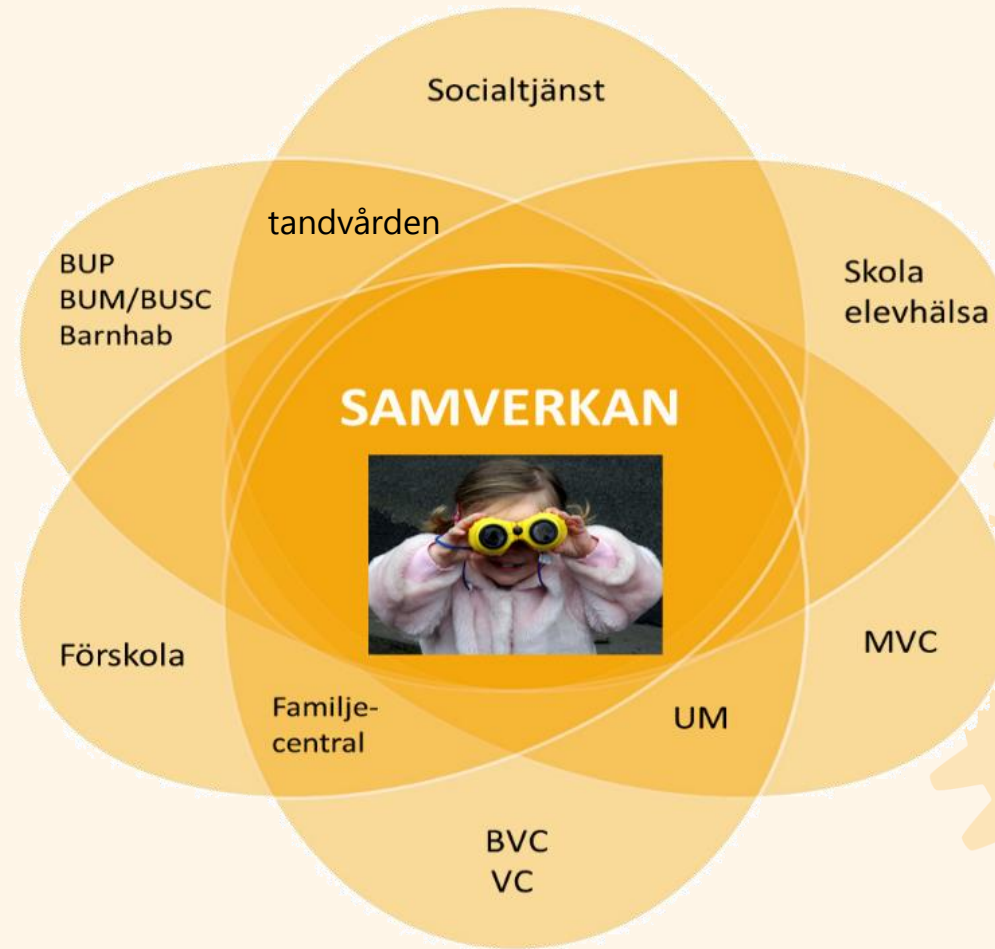 Socialtjänst
tandvården
BUP
BUM/BUSC
Barnhab
Skola
elevhälsa
SAMVERKAN
Förskola
MVC
Familje-
central
UM
BVC
VC